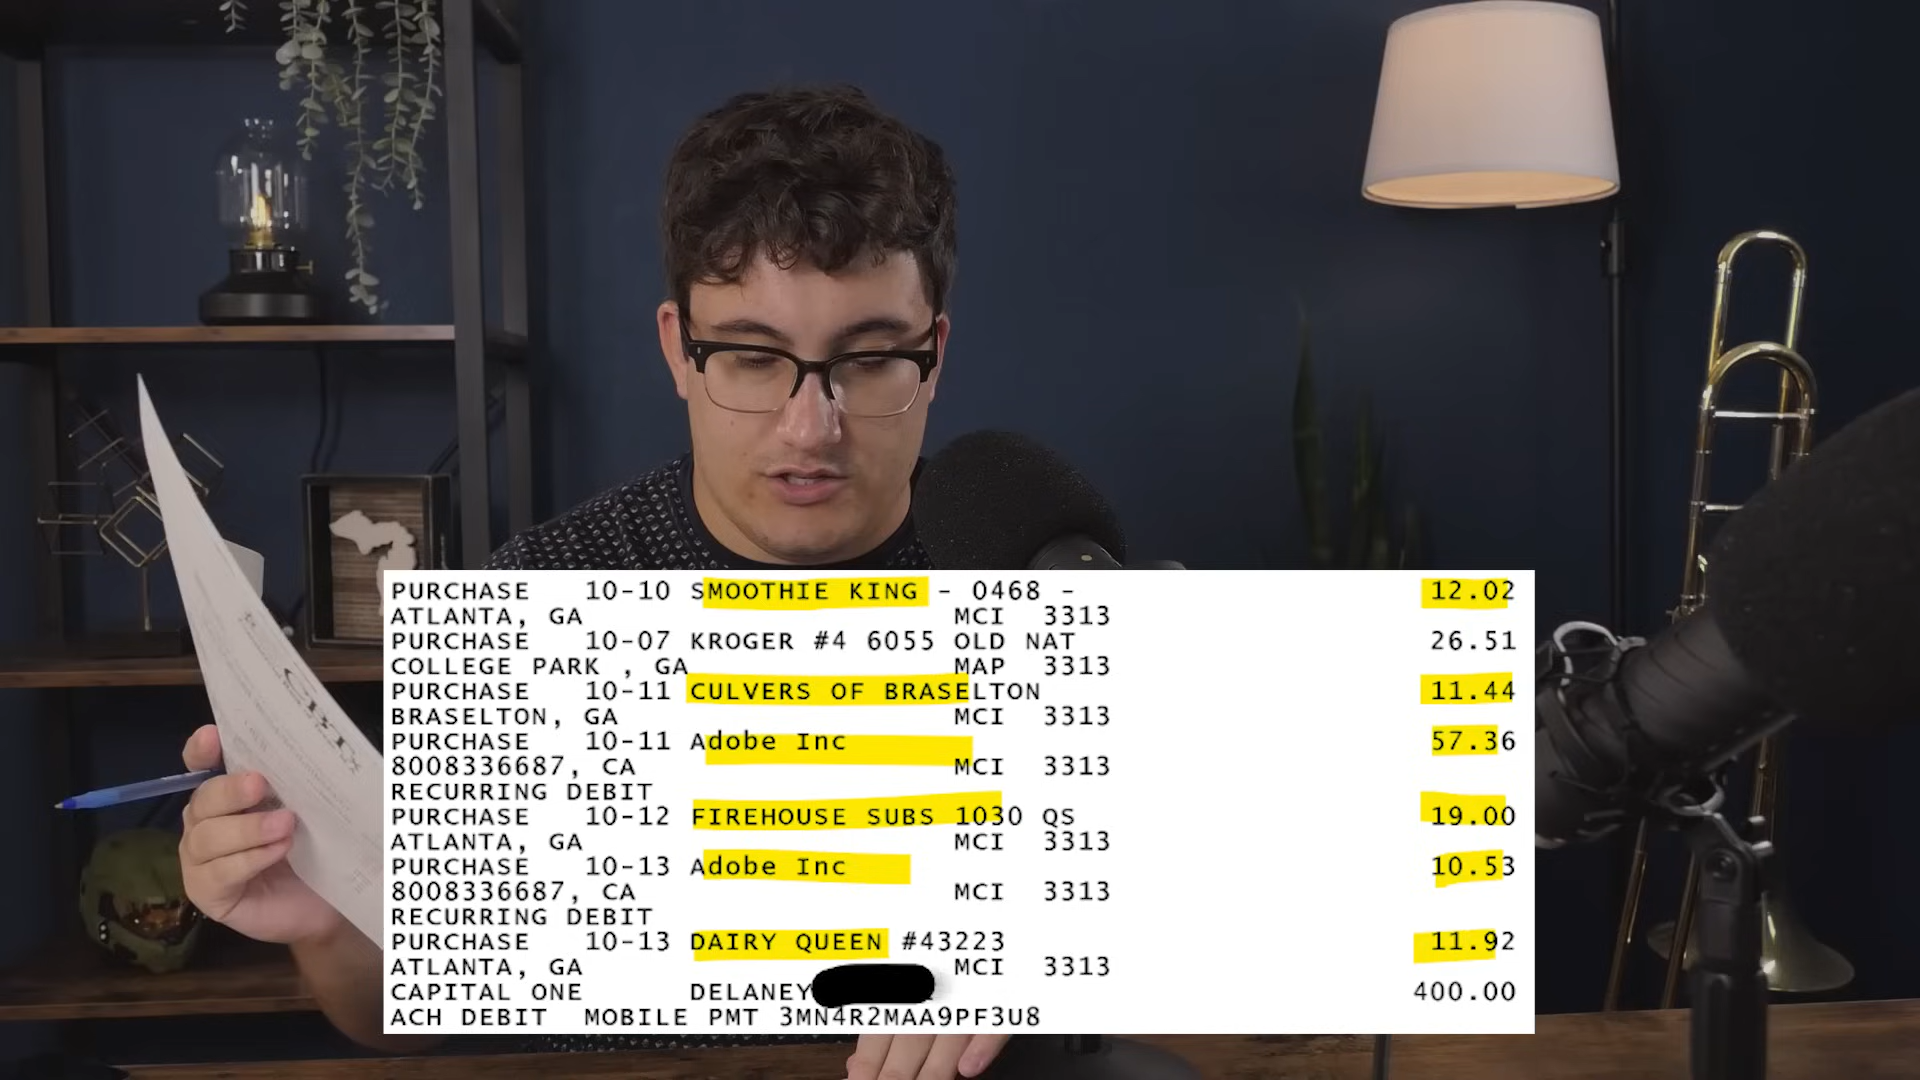 PURCHASE 10-10 SMOOTHIE KING - 0468 - 12.02
ATLANTA, GA MCI 3313
PURCHASE 10-07 KROGER #4 6055 OLD NAT 26.51
COLLEGE PARK , GA MAP 3313
PURCHASE 10-11 CULVERS OF BRASELTON 11.44
BRASELTON, GA MCI 3313
PURCHASE 10-11 Adobe Inc 57.36
8008336687, CA MCI 3313
RECURRING DEBIT
PURCHASE 10-12 FIREHOUSE SUBS 1030 QS 19.00
ATLANTA, GA MCI 3313
PURCHASE 10-13 Adobe Inc 10.53
8008336687, CA MCI 3313
RECURRING DEBIT
PURCHASE 10-13 DAIRY QUEEN #43223 11.92
ATLANTA, GA MCI 3313
CAPITAL ONE DELANEY 400.00
ACH DEBIT MOBILE PMT 3MN4R2MAA9PF3U8